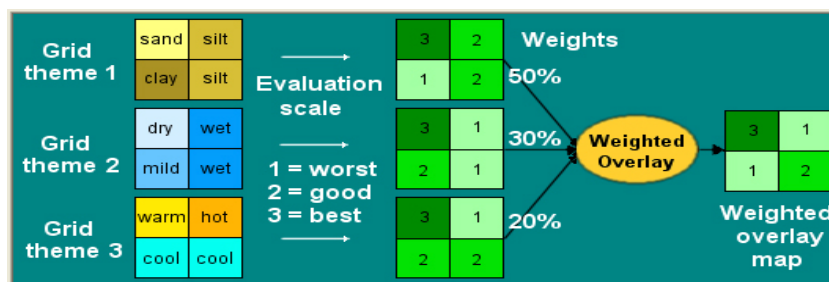 Grid
theme 1
sand silt
clay silt
Evaluation
scale
3 2
1 2
Weights
50%
Grid
theme 2
dry wet
mild wet
1 = worst
2 = good
3 = best
3 1
2 1
30%
Weighted
Overlay
3 1
1 2
Weighted
overlay
map
Grid
theme 3
warm hot
cool cool
3 1
2 2
20%